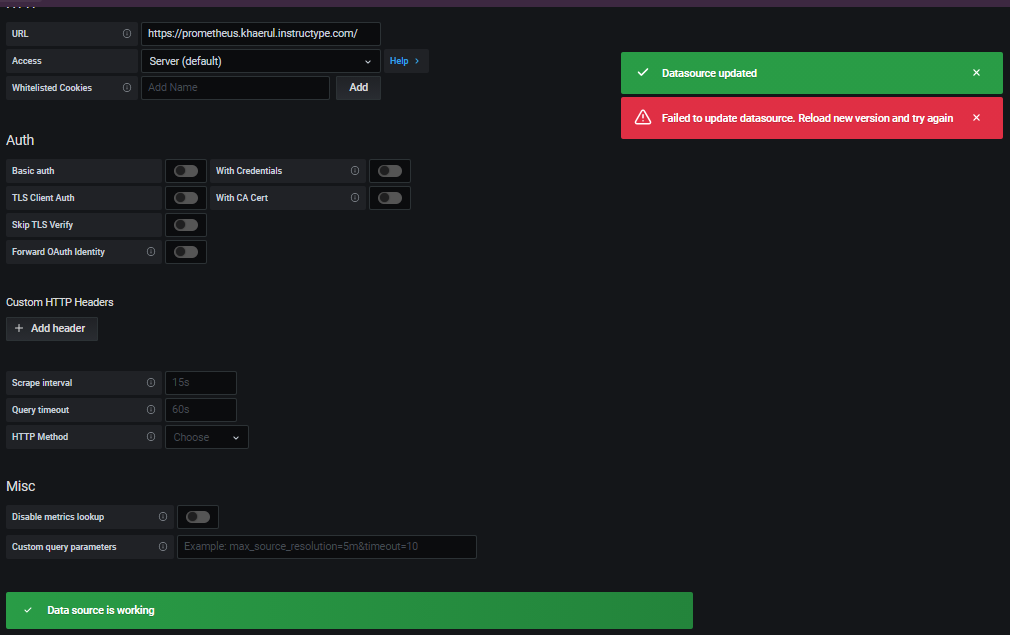 URL
https://prometheus.khaerul.instructype.com/
Access
Server (default)
Help
Whitelisted Cookies
Add Name
Add
Datasource updated
Failed to update datasource. Reload new version and try again
Auth
Basic auth
With Credentials
TLS Client Auth
With CA Cert
Skip TLS Verify
Forward OAuth Identity
Custom HTTP Headers
+ Add header
Scrape interval
15s
Query timeout
60s
HTTP Method
Choose
Misc
Disable metrics lookup
Custom query parameters
Example: max_source_resolution=5m&timeout=10
Data source is working